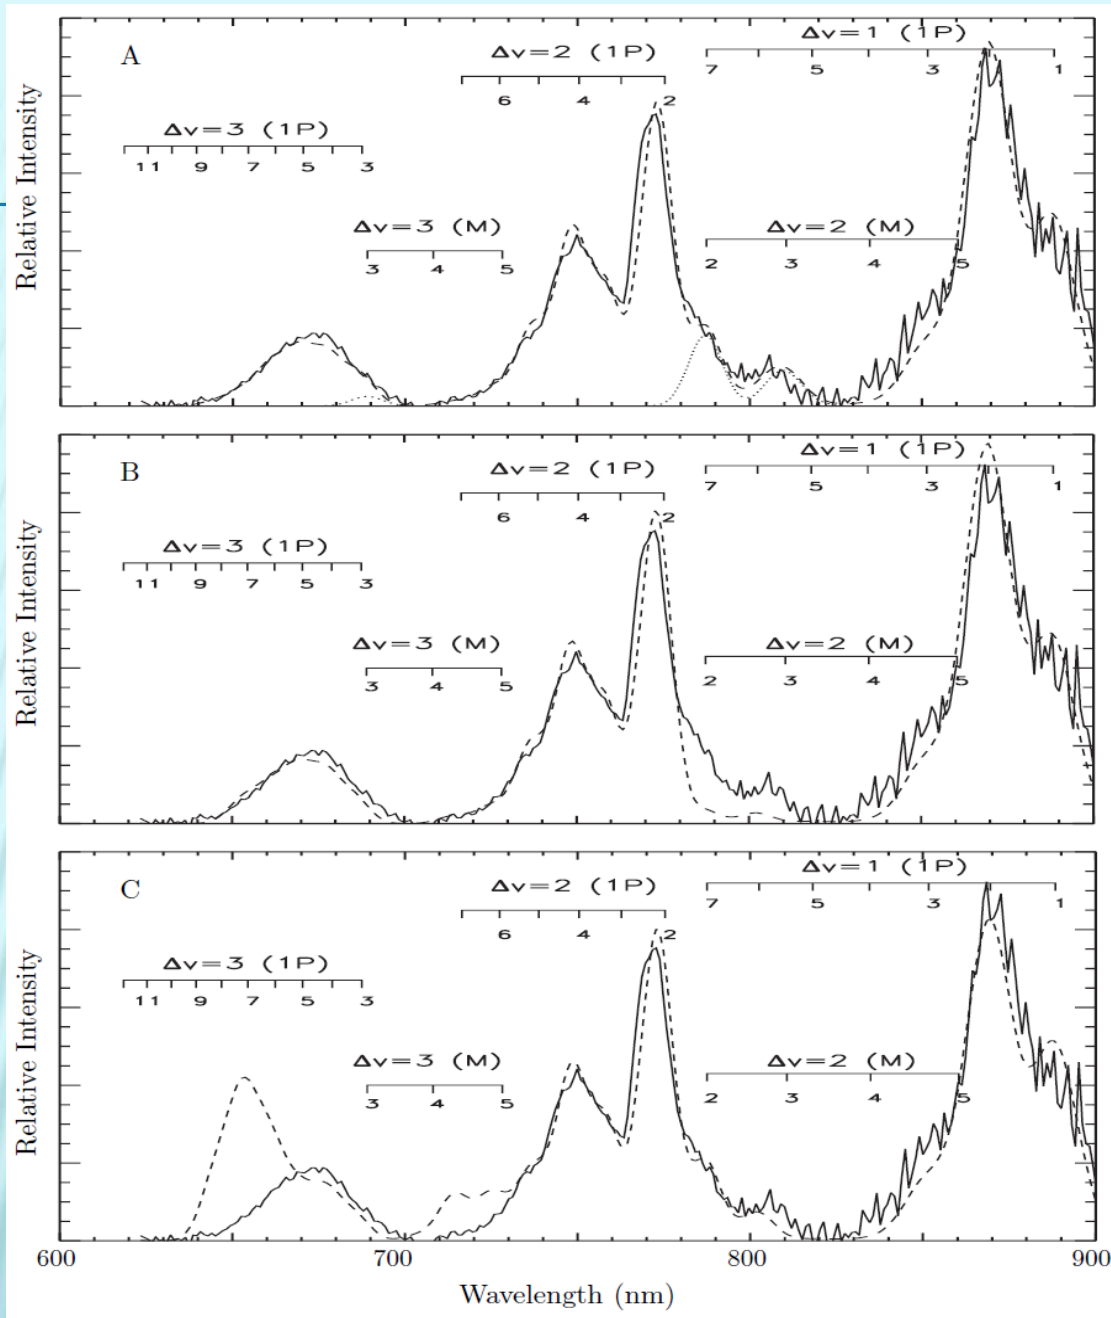 A
Δv=1 (1P)
7 5 3 1
Δv=2 (1P)
6 4 2
Δv=3 (1P)
11 9 7 5 3
Δv=3 (M)
3 4 5
Δv=2 (M)
2 3 4 5
Relative Intensity
B
Δv=1 (1P)
7 5 3 1
Δv=2 (1P)
6 4 2
Δv=3 (1P)
11 9 7 5 3
Δv=3 (M)
3 4 5
Δv=2 (M)
2 3 4 5
Relative Intensity
C
Δv=1 (1P)
7 5 3 1
Δv=2 (1P)
6 4 2
Δv=3 (1P)
11 9 7 5 3
Δv=3 (M)
3 4 5
Δv=2 (M)
2 3 4 5
Relative Intensity
600 700 800 900
Wavelength (nm)